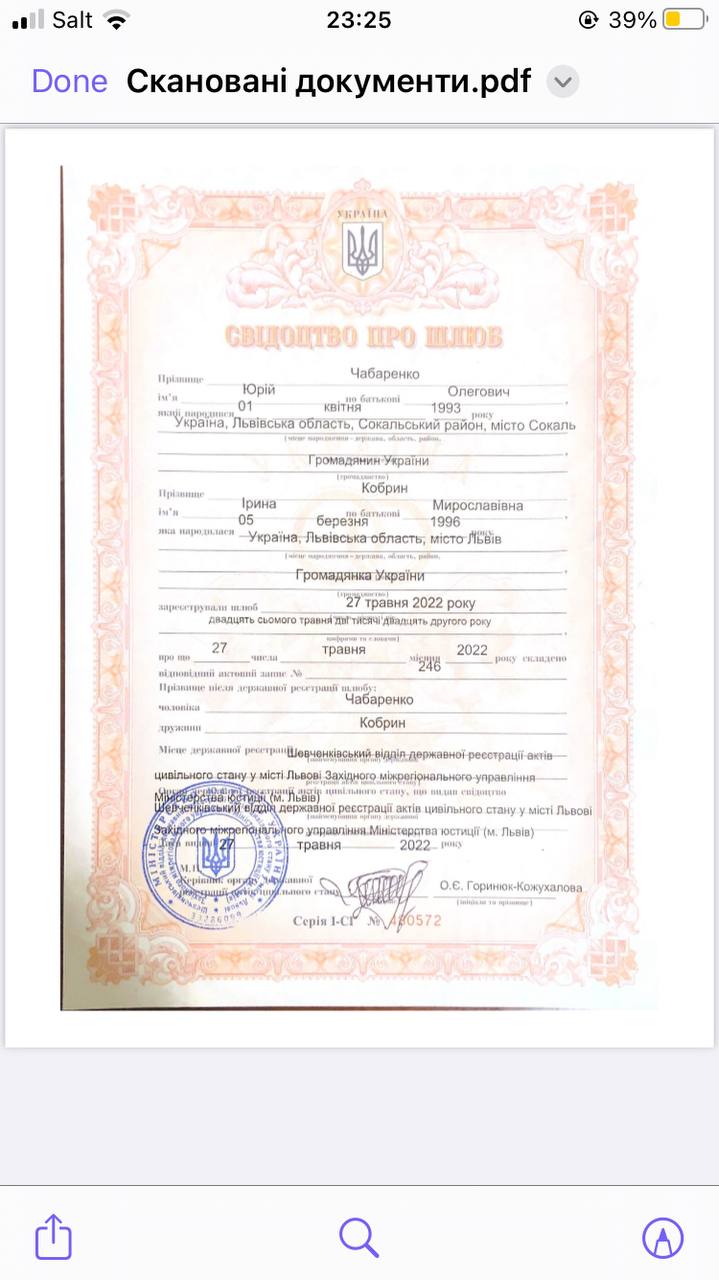 Salt 23:25 39%
Done Скановані документи.pdf
УКРАЇНА
СВІДОЦТВО ПРО ШЛЮБ
Прізвище Чабаренко
ім'я Юрій по батькові Олегович ,
який народився 01 квітня 1993 року
Україна, Львівська область, Сокальський район, місто Сокаль
(місце народження – держава, область, район,
Громадянин України
(громадянство)
Прізвище Кобрин
ім'я Ірина по батькові Мирославівна ,
яка народилася 05 березня 1996 року
Україна, Львівська область, місто Львів
(місце народження – держава, область, район,
Громадянка України
(громадянство)
зареєстрували шлюб 27 травня 2022 року
двадцять сьомого травня дві тисячі двадцять другого року
(цифрами та словами)
про що 27 числа травня місяця 2022 року складено
відповідний актовий запис № 246
Прізвище після державної реєстрації шлюбу:
чоловіка Чабаренко
дружини Кобрин
Місце державної реєстрації Шевченківський відділ державної реєстрації актів
(найменування органу державної
цивільного стану у місті Львові Західного міжрегіонального управління
реєстрації актів цивільного стану)
Міністерства юстиції (м. Львів)
Орган державної реєстрації актів цивільного стану, що видав свідоцтво
Шевченківський відділ державної реєстрації актів цивільного стану у місті Львові
(найменування органу державної
Західного міжрегіонального управління Міністерства юстиції (м. Львів)
Дата видачі 27 травня 2022 року
М.П.
Керівник органу державної
реєстрації актів цивільного стану О.Є. Горинюк-Кожухалова
(ініціали та прізвище)
Серія І-СГ №